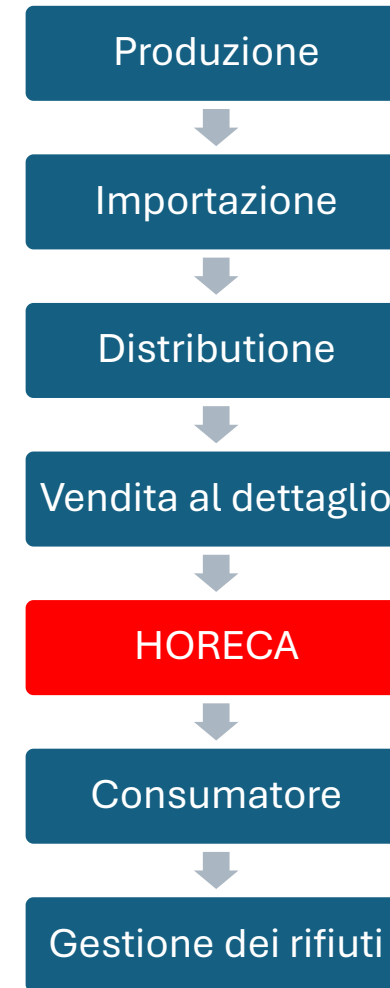 Produzione
Importazione
Distributione
Vendita al dettaglio
HORECA
Consumatore
Gestione dei rifiuti